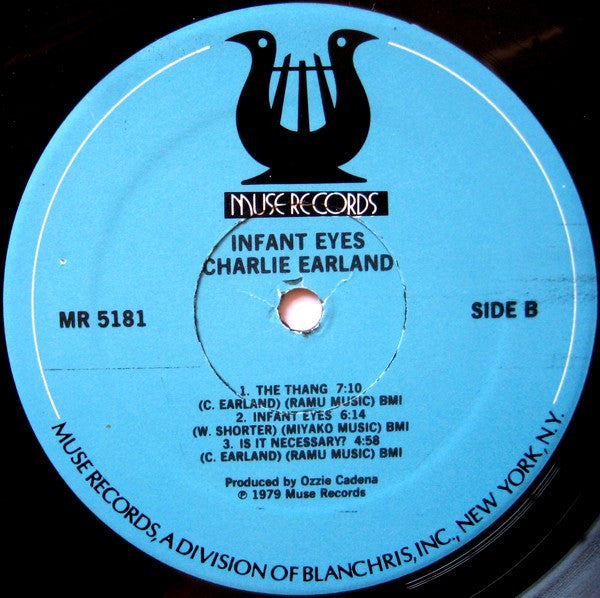 MUSE RECORDS
INFANT EYES
CHARLIE EARLAND
MR 5181
SIDE B
1. THE THANG 7:10
(C. EARLAND) (RAMU MUSIC) BMI
2. INFANT EYES 6:14
(W. SHORTER) (MIYAKO MUSIC) BMI
3. IS IT NECESSARY? 4:58
(C. EARLAND) (RAMU MUSIC) BMI
Produced by Ozzie Cadena
℗ 1979 Muse Records
MUSE RECORDS, A DIVISION OF BLANCHRIS, INC., NEW YORK, N.Y.